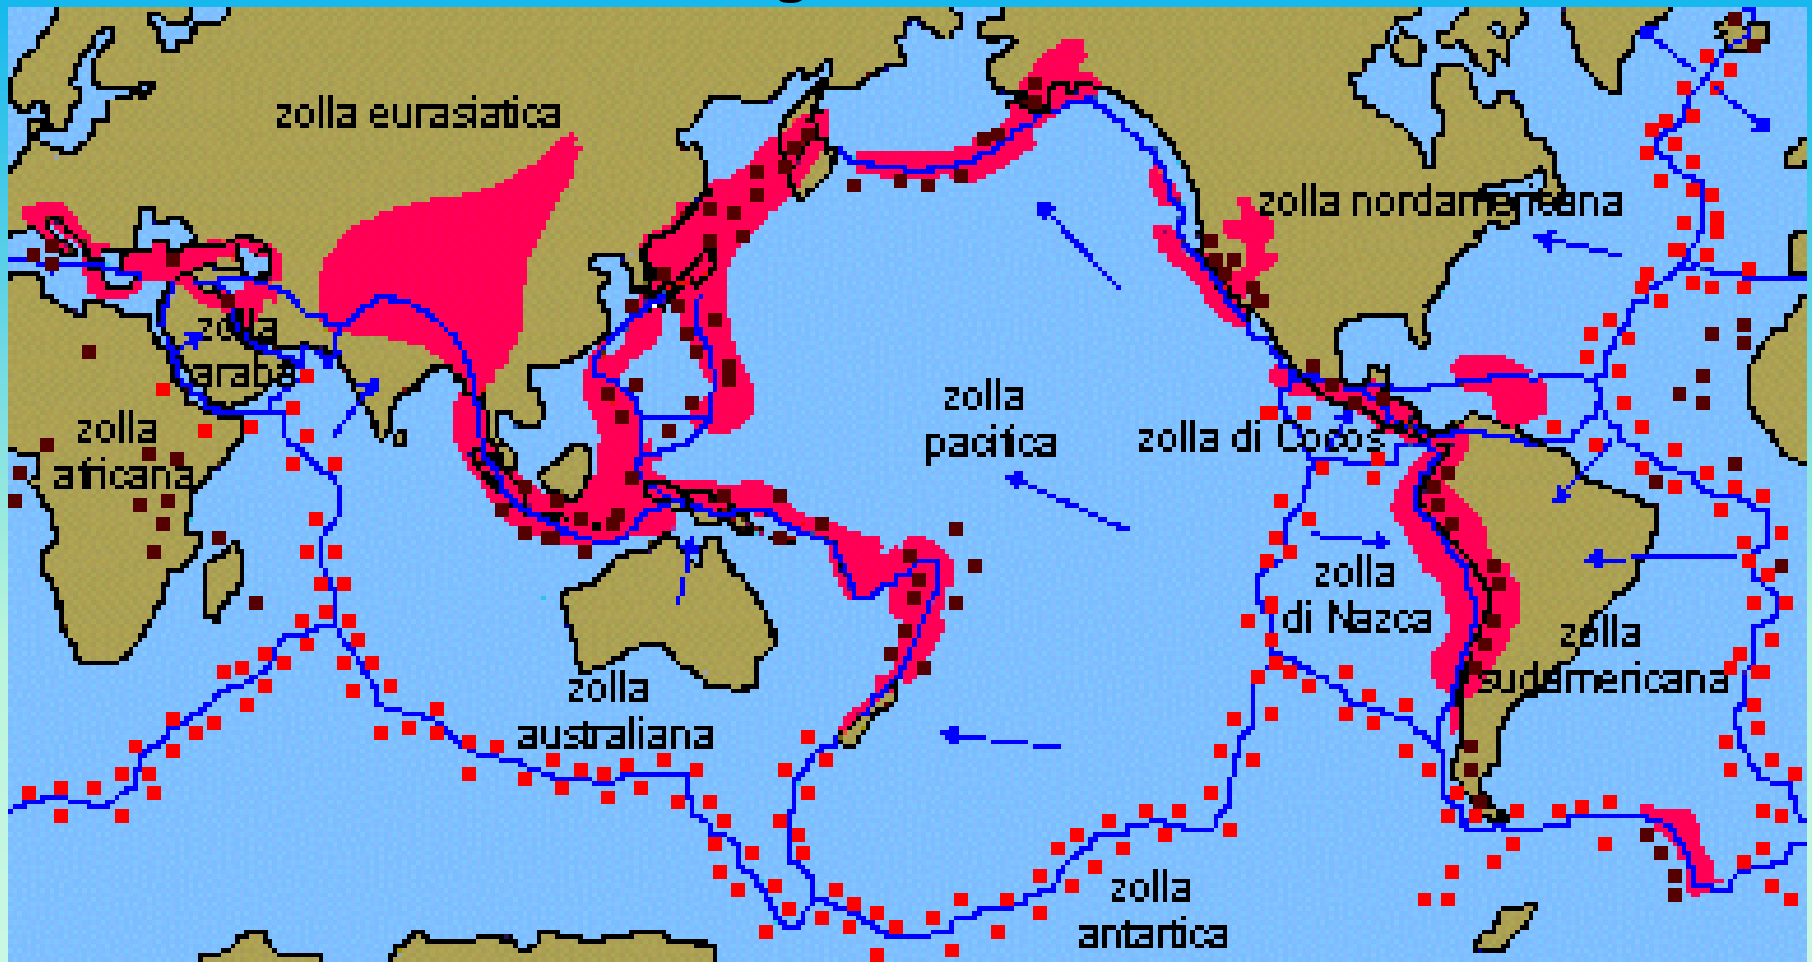 zolla eurasiatica
zolla nordamericana
zolla
araba
zolla
africana
zolla
pacifica
zolla di Cocos
zolla
di Nazca
zolla
sudamericana
zolla
australiana
zolla
antartica